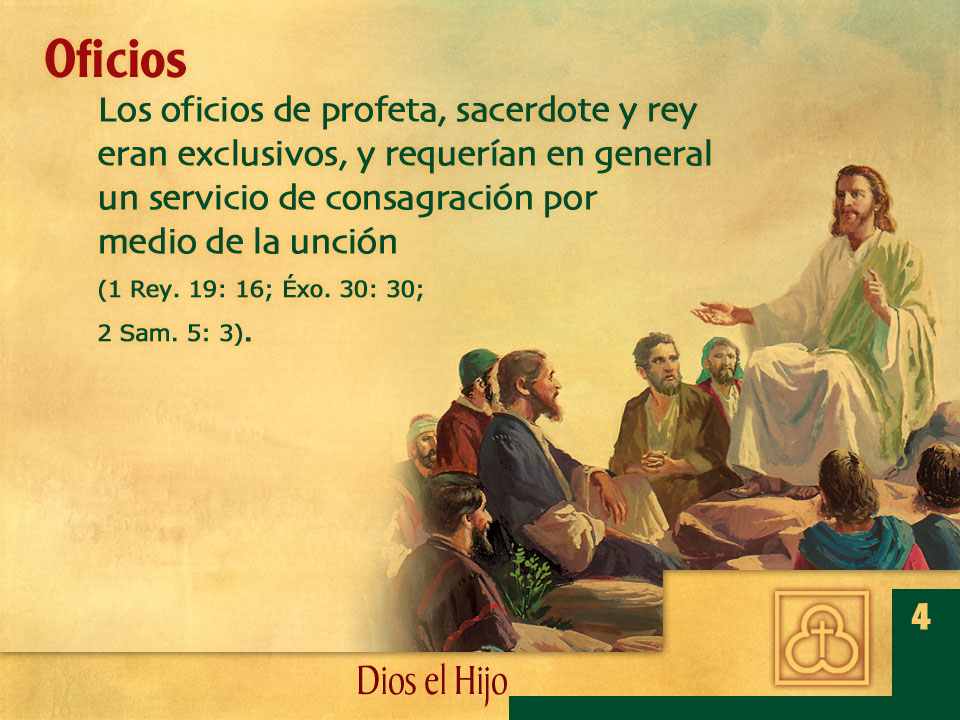 Oficios
Los oficios de profeta, sacerdote y rey
eran exclusivos, y requerían en general
un servicio de consagración por
medio de la unción
(1 Rey. 19: 16; Éxo. 30: 30;
2 Sam. 5: 3).
4
Dios el Hijo